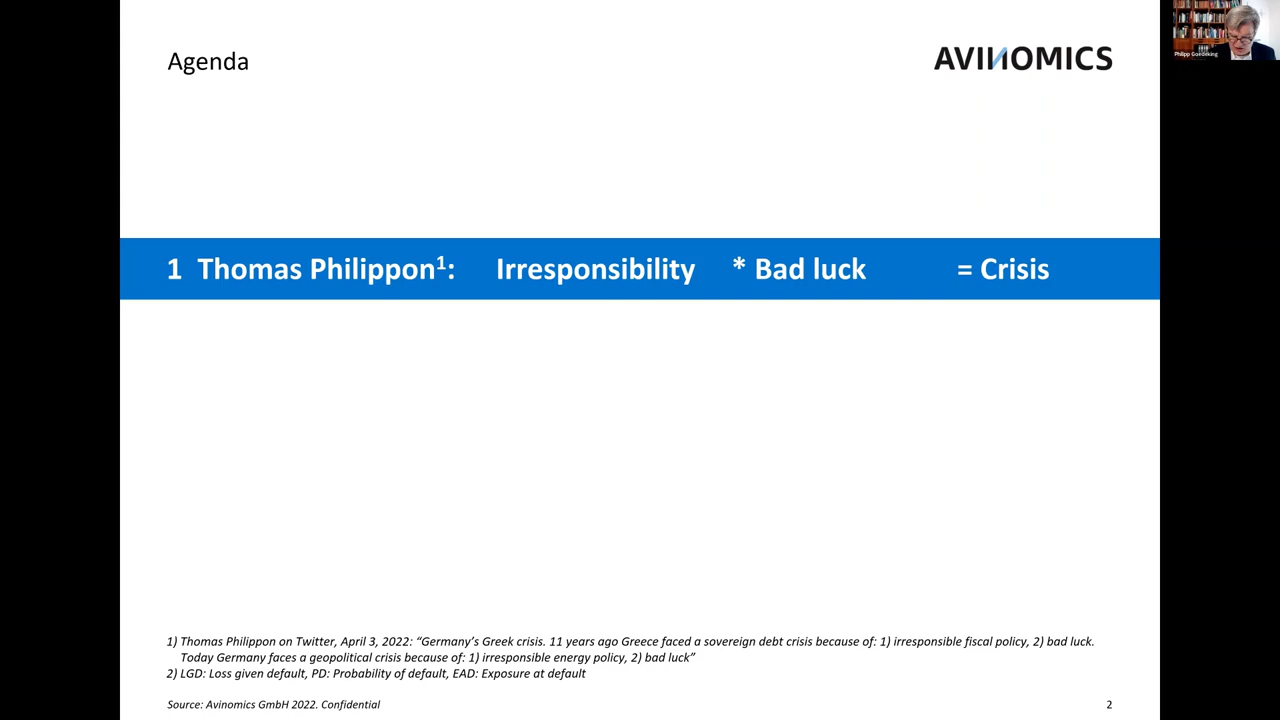 Agenda
AVINOMICS
Philipp Goedeking
1 Thomas Philippon¹: Irresponsibility * Bad luck = Crisis
1) Thomas Philippon on Twitter, April 3, 2022: “Germany’s Greek crisis. 11 years ago Greece faced a sovereign debt crisis because of: 1) irresponsible fiscal policy, 2) bad luck.
Today Germany faces a geopolitical crisis because of: 1) irresponsible energy policy, 2) bad luck”
2) LGD: Loss given default, PD: Probability of default, EAD: Exposure at default
Source: Avinomics GmbH 2022. Confidential
2